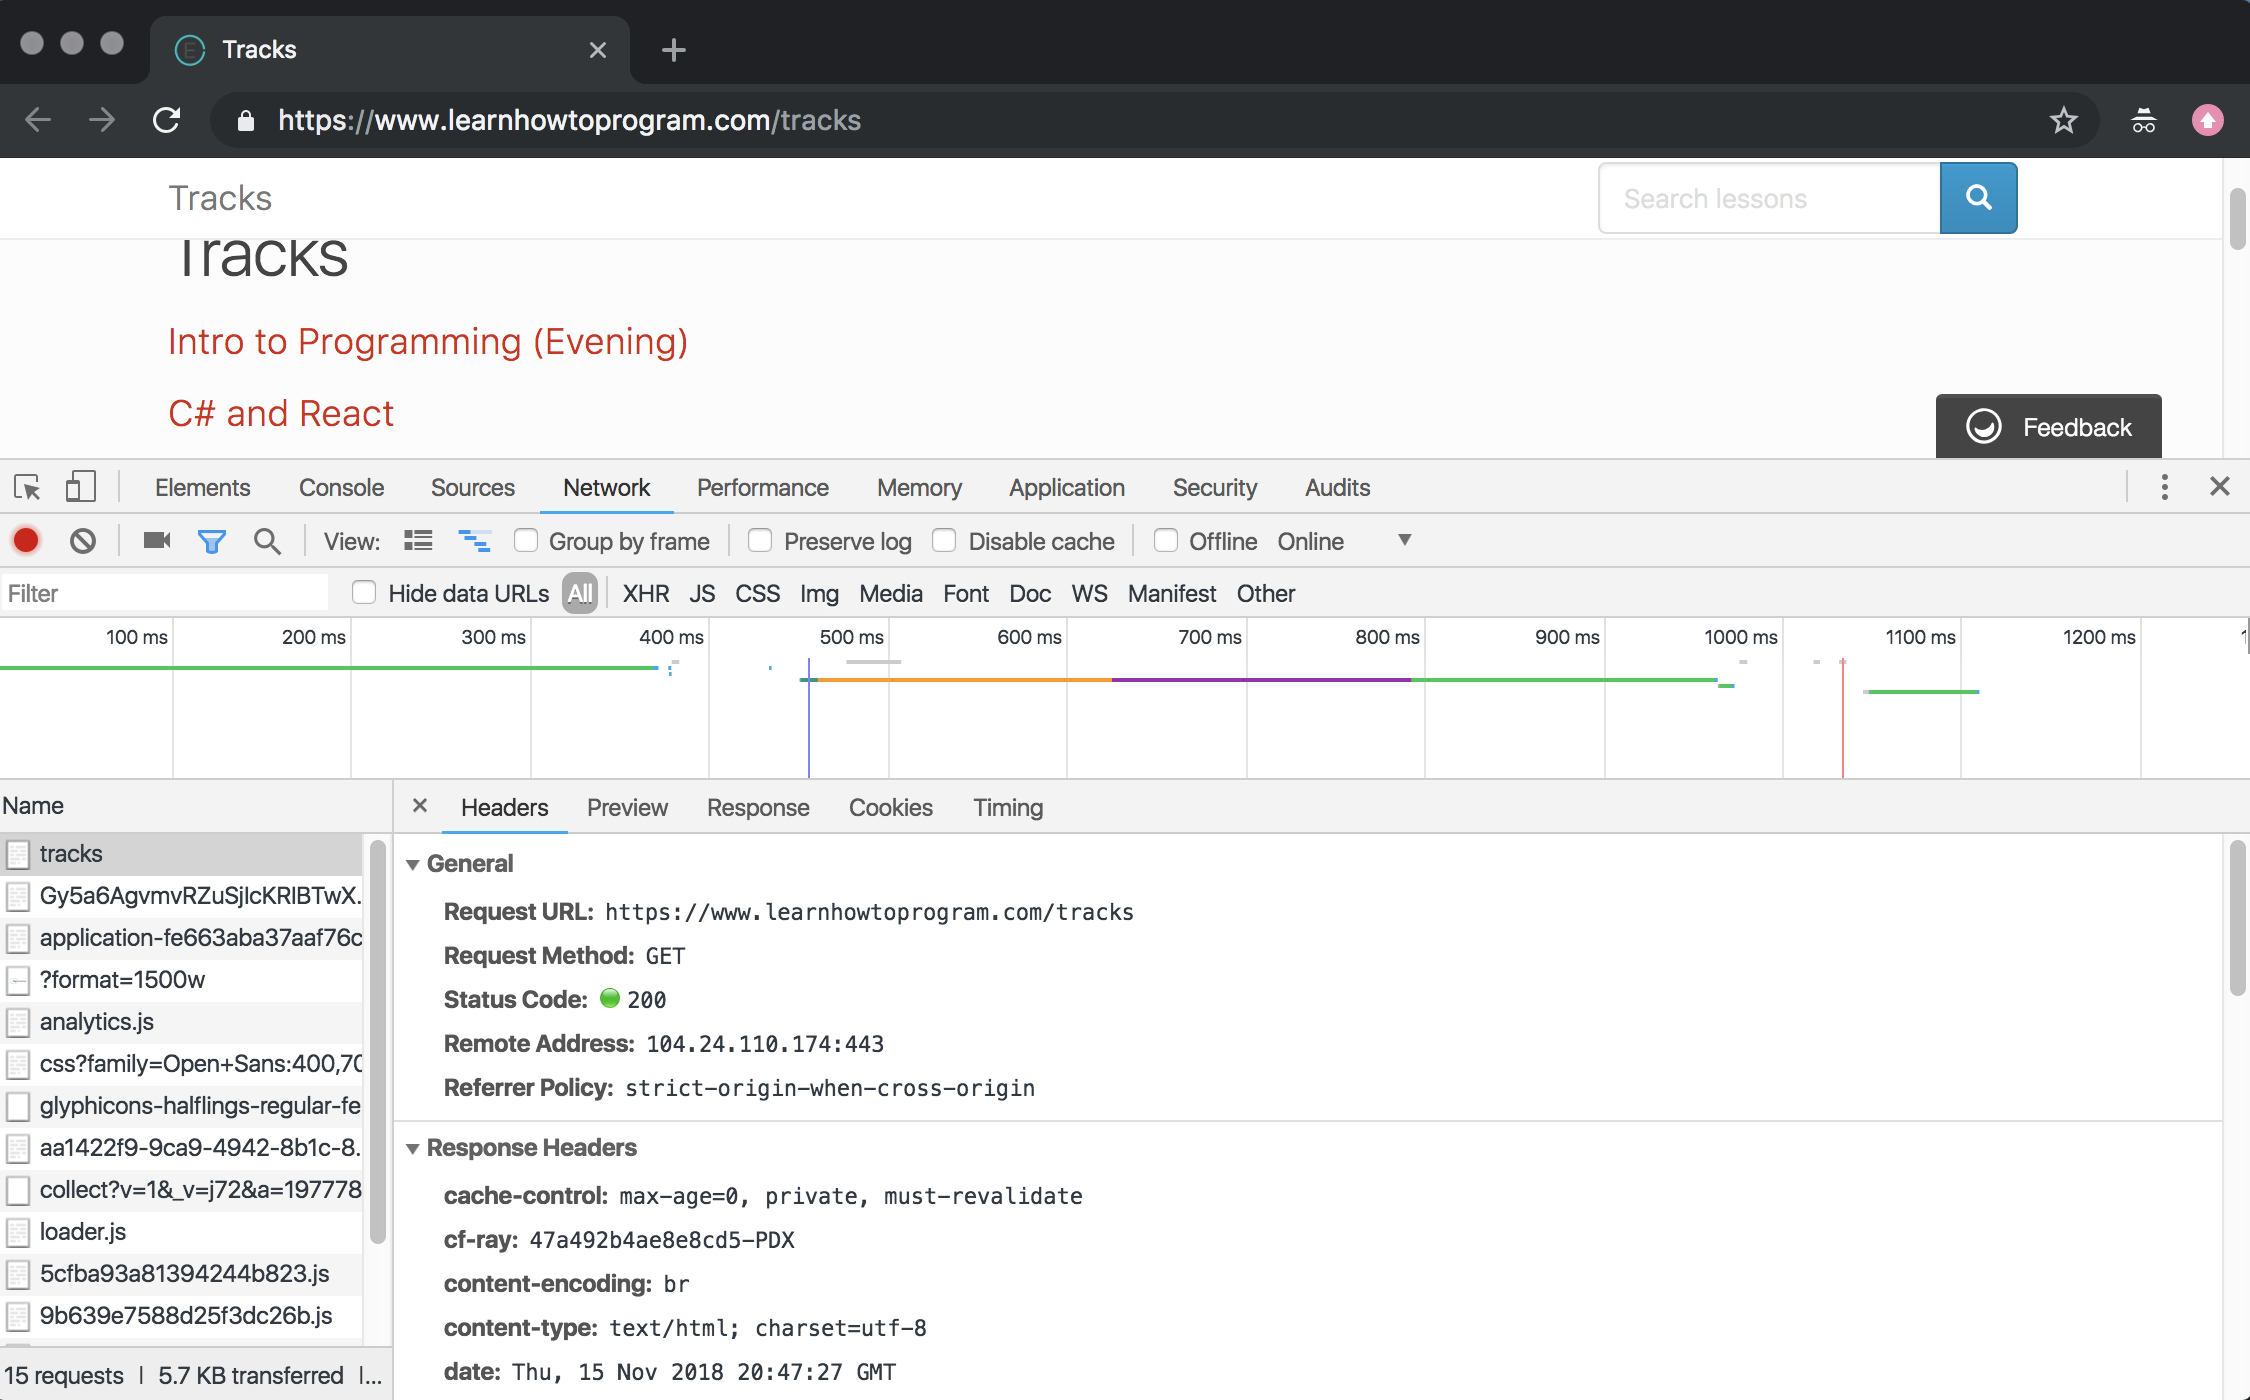 Tracks
https://www.learnhowtoprogram.com/tracks
Tracks
Search lessons
Tracks
Intro to Programming (Evening)
C# and React
Feedback
Elements Console Sources Network Performance Memory Application Security Audits
View: Group by frame Preserve log Disable cache Offline Online
Filter Hide data URLs All XHR JS CSS Img Media Font Doc WS Manifest Other
100 ms 200 ms 300 ms 400 ms 500 ms 600 ms 700 ms 800 ms 900 ms 1000 ms 1100 ms 1200 ms
Name
tracks
Gy5a6AgvmvRZuSjlcKRlBTwX.
application-fe663aba37aaf76c
?format=1500w
analytics.js
css?family=Open+Sans:400,70
glyphicons-halflings-regular-fe
aa1422f9-9ca9-4942-8b1c-8.
collect?v=1&_v=j72&a=197778
loader.js
5cfba93a81394244b823.js
9b639e7588d25f3dc26b.js
15 requests | 5.7 KB transferred |...
Headers Preview Response Cookies Timing
General
Request URL: https://www.learnhowtoprogram.com/tracks
Request Method: GET
Status Code: 200
Remote Address: 104.24.110.174:443
Referrer Policy: strict-origin-when-cross-origin
Response Headers
cache-control: max-age=0, private, must-revalidate
cf-ray: 47a492b4ae8e8cd5-PDX
content-encoding: br
content-type: text/html; charset=utf-8
date: Thu, 15 Nov 2018 20:47:27 GMT